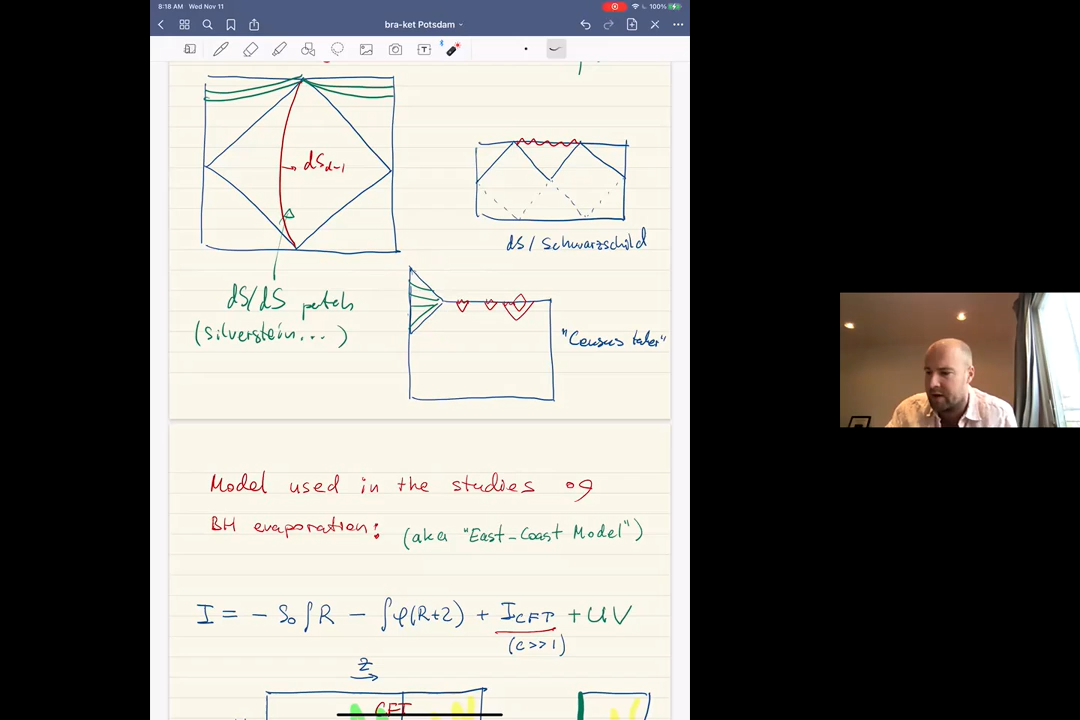 8:18 AM Wed Nov 11
100%
bra-ket Potsdam
dS_{d-1}
dS/Schwarzschild
dS/dS patch
(Silverstein...)
"Census taker"
Model used in the studies of
BH evaporation:
(aka "East-Coast Model")
I = - S_0 ∫R - ∫φ(R+2) + I_CFT + UV
(c>>1)
z
CFT